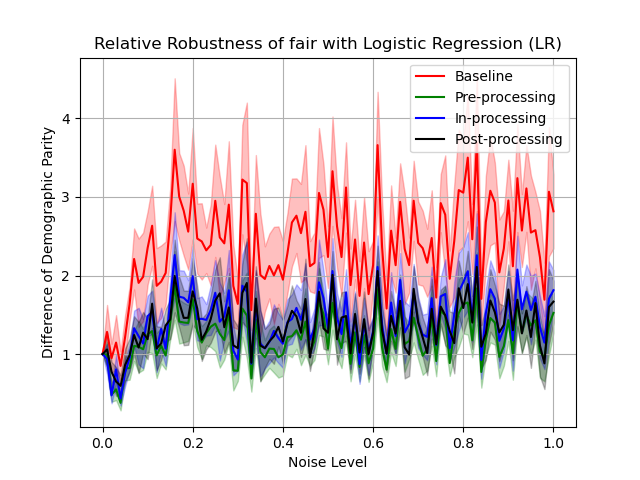 Relative Robustness of fair with Logistic Regression (LR)
Baseline
Pre-processing
In-processing
Post-processing
Difference of Demographic Parity
4
3
2
1
0.0 0.2 0.4 0.6 0.8 1.0
Noise Level